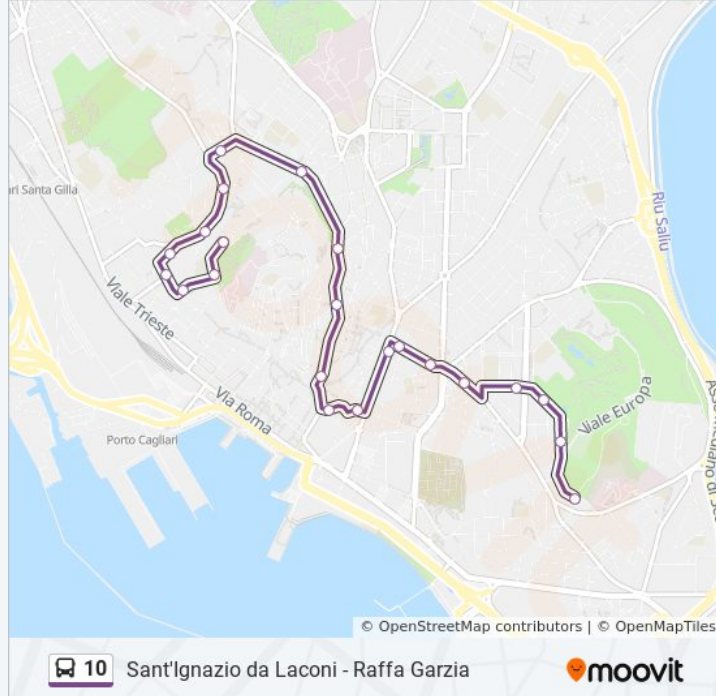 ri Santa Gilla
Riu Saliu
Viale Trieste
Viale Europa
Via Roma
Porto Cagliari
© OpenStreetMap contributors | © OpenMapTiles
10
Sant'Ignazio da Laconi - Raffa Garzia
moovit